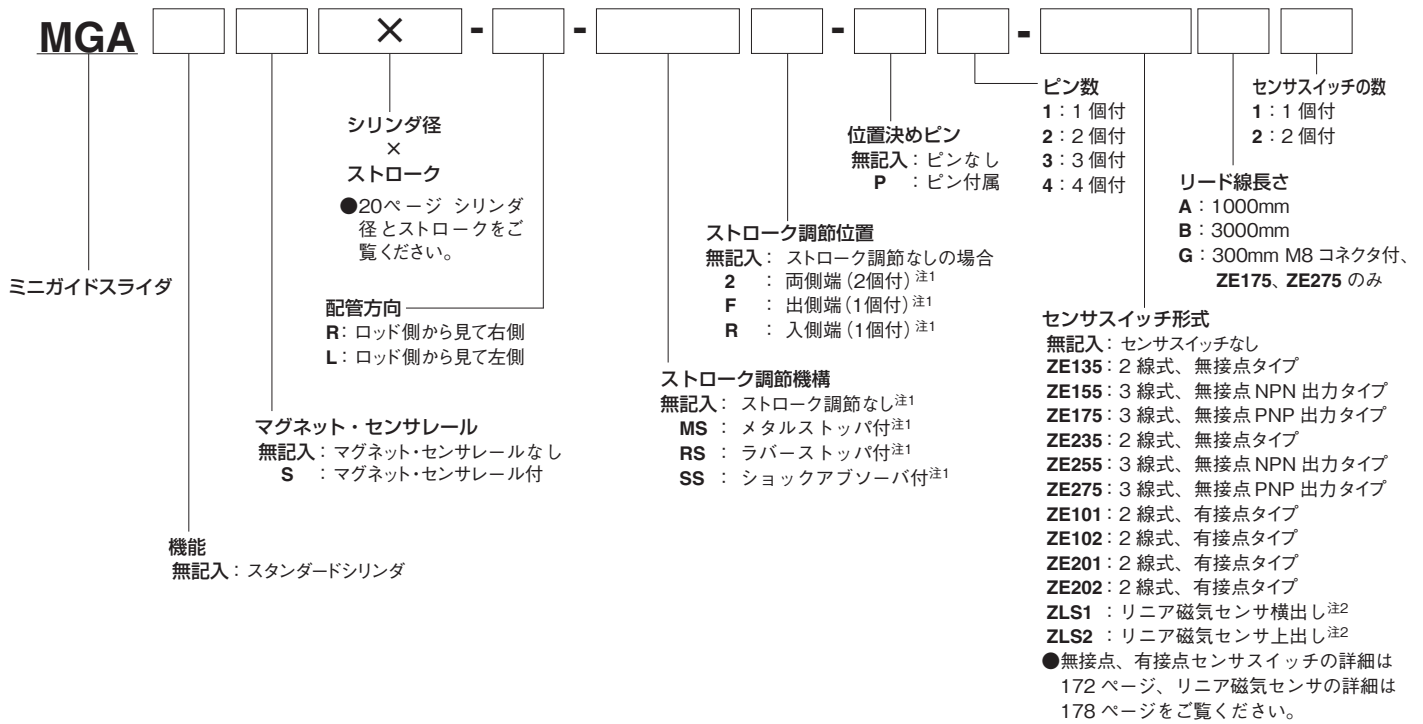 MGA × - - - -
ミニガイドスライダ
機能
無記入：スタンダードシリンダ
マグネット・センサレール
無記入：マグネット・センサレールなし
S ：マグネット・センサレール付
シリンダ径
×
ストローク
●20ページ シリンダ
径とストロークをご
覧ください。
配管方向
R：ロッド側から見て右側
L：ロッド側から見て左側
ストローク調節機構
無記入：ストローク調節なし注1
MS ：メタルストッパ付注1
RS ：ラバーストッパ付注1
SS ：ショックアブソーバ付注1
ストローク調節位置
無記入：ストローク調節なしの場合
2 ：両側端（2個付）注1
F ：出側端（1個付）注1
R ：入側端（1個付）注1
位置決めピン
無記入：ピンなし
P ：ピン付属
ピン数
1：1 個付
2：2 個付
3：3 個付
4：4 個付
センサスイッチ形式
無記入：センサスイッチなし
ZE135：2 線式、無接点タイプ
ZE155：3 線式、無接点 NPN 出力タイプ
ZE175：3 線式、無接点 PNP 出力タイプ
ZE235：2 線式、無接点タイプ
ZE255：3 線式、無接点 NPN 出力タイプ
ZE275：3 線式、無接点 PNP 出力タイプ
ZE101：2 線式、有接点タイプ
ZE102：2 線式、有接点タイプ
ZE201：2 線式、有接点タイプ
ZE202：2 線式、有接点タイプ
ZLS1 ：リニア磁気センサ横出し注2
ZLS2 ：リニア磁気センサ上出し注2
●無接点、有接点センサスイッチの詳細は
172 ページ、リニア磁気センサの詳細は
178 ページをご覧ください。
リード線長さ
A：1000mm
B：3000mm
G：300mm M8 コネクタ付、
ZE175、ZE275 のみ
センサスイッチの数
1：1 個付
2：2 個付